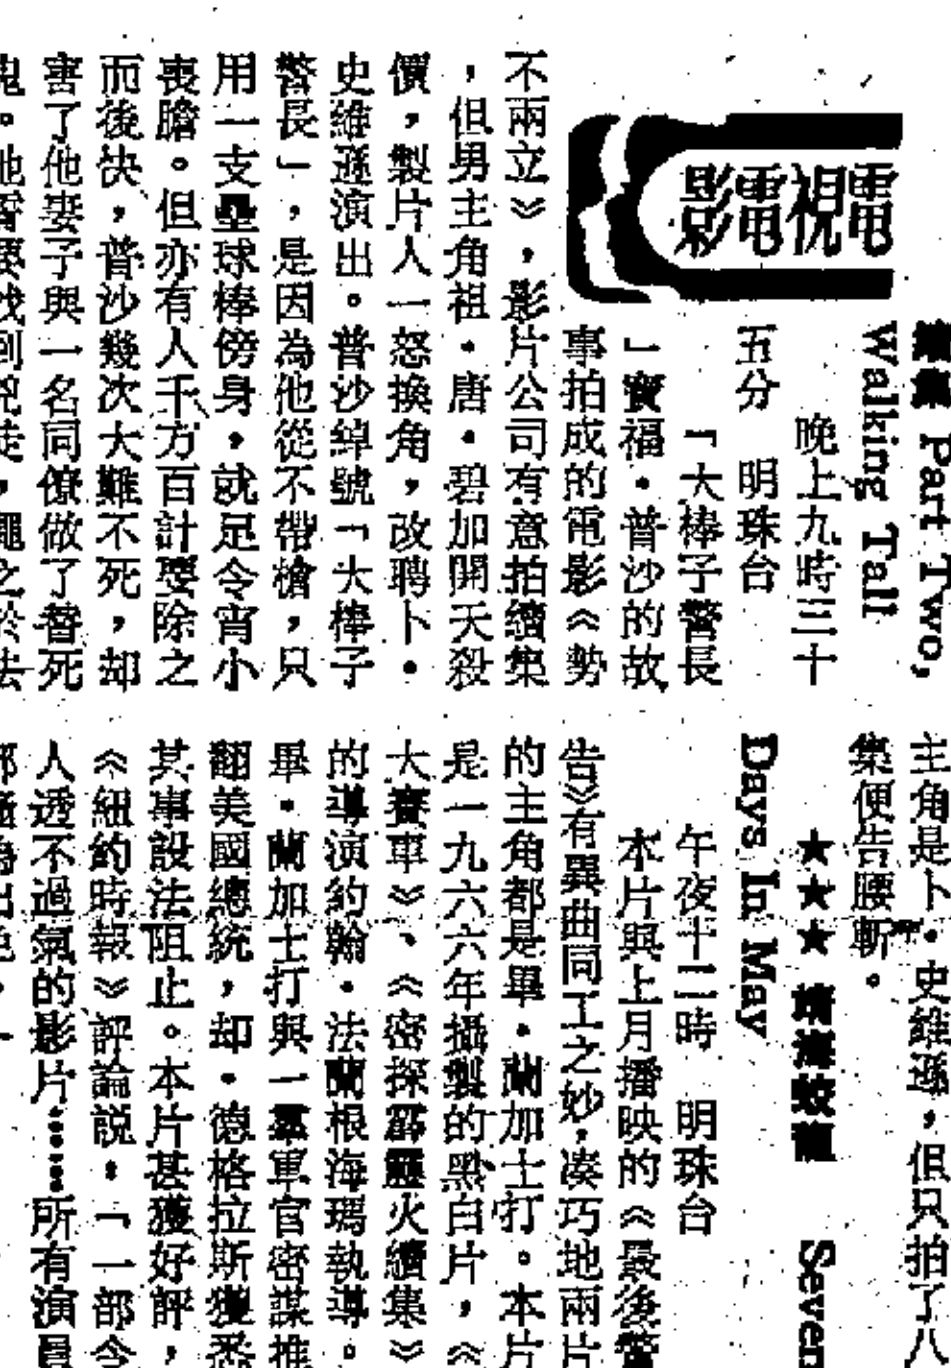 電視電影
續集 Part Two,
Walking Tall
晚上九時三十
五分 明珠台
「大棒子警長
」寶福・普沙的故
事拍成的電影《勢
不兩立》，影片公司有意拍續集
，但男主角祖・唐・碧加開天殺
價，製片人一怒換角，改聘卜・
史維遜演出。普沙綽號「大棒子
警長」，是因為他從不帶槍，只
用一支壘球棒傍身，就足令宵小
喪膽。但亦有人千方百計要除之
而後快，普沙幾次大難不死，却
害了他妻子與一名同僚做了替死
鬼。他誓要找到兇徒，繩之於法
主角是卜・史維遜，但只拍了八
集便告腰斬。
★★★ Seven
Days In May
午夜十二時 明珠台
本片與上月播映的《最後警
告》有異曲同工之妙，湊巧地兩片
的主角都是畢・蘭加士打。本片
是一九六六年攝製的黑白片，《
大賽車》、《密探霹靂火續集》
的導演約翰・法蘭根海瑪執導。
畢・蘭加士打與一羣軍官密謀推
翻美國總統，却・德格拉斯獲悉
其事設法阻止。本片甚獲好評，
《紐約時報》評論說：「一部令
人透不過氣的影片……所有演員